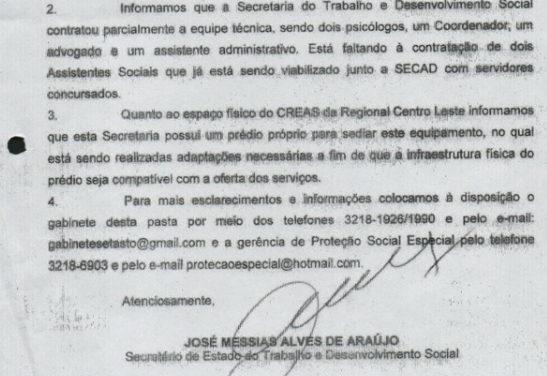 2. Informamos que a Secretaria do Trabalho e Desenvolvimento Social
contratou parcialmente a equipe técnica, sendo dois psicólogos, um Coordenador, um
advogado e um assistente administrativo. Está faltando à contratação de dois
Assistentes Sociais que já está sendo viabilizado junto a SECAD com servidores
concursados.
3. Quanto ao espaço físico do CREAS da Regional Centro Leste informamos
que esta Secretaria possui um prédio próprio para sediar este equipamento, no qual
está sendo realizadas adaptações necessárias a fim de que a infraestrutura física do
prédio seja compatível com a oferta dos serviços.
4. Para mais esclarecimentos e informações colocamos à disposição o
gabinete desta pasta por meio dos telefones 3218-1926/1990 e pelo e-mail:
gabinetesetasto@gmail.com e a gerência de Proteção Social Especial pelo telefone
3218-6903 e pelo e-mail protecaoespecial@hotmail.com.
Atenciosamente,
JOSÉ MESSIAS ALVES DE ARAÚJO
Secretário de Estado do Trabalho e Desenvolvimento Social